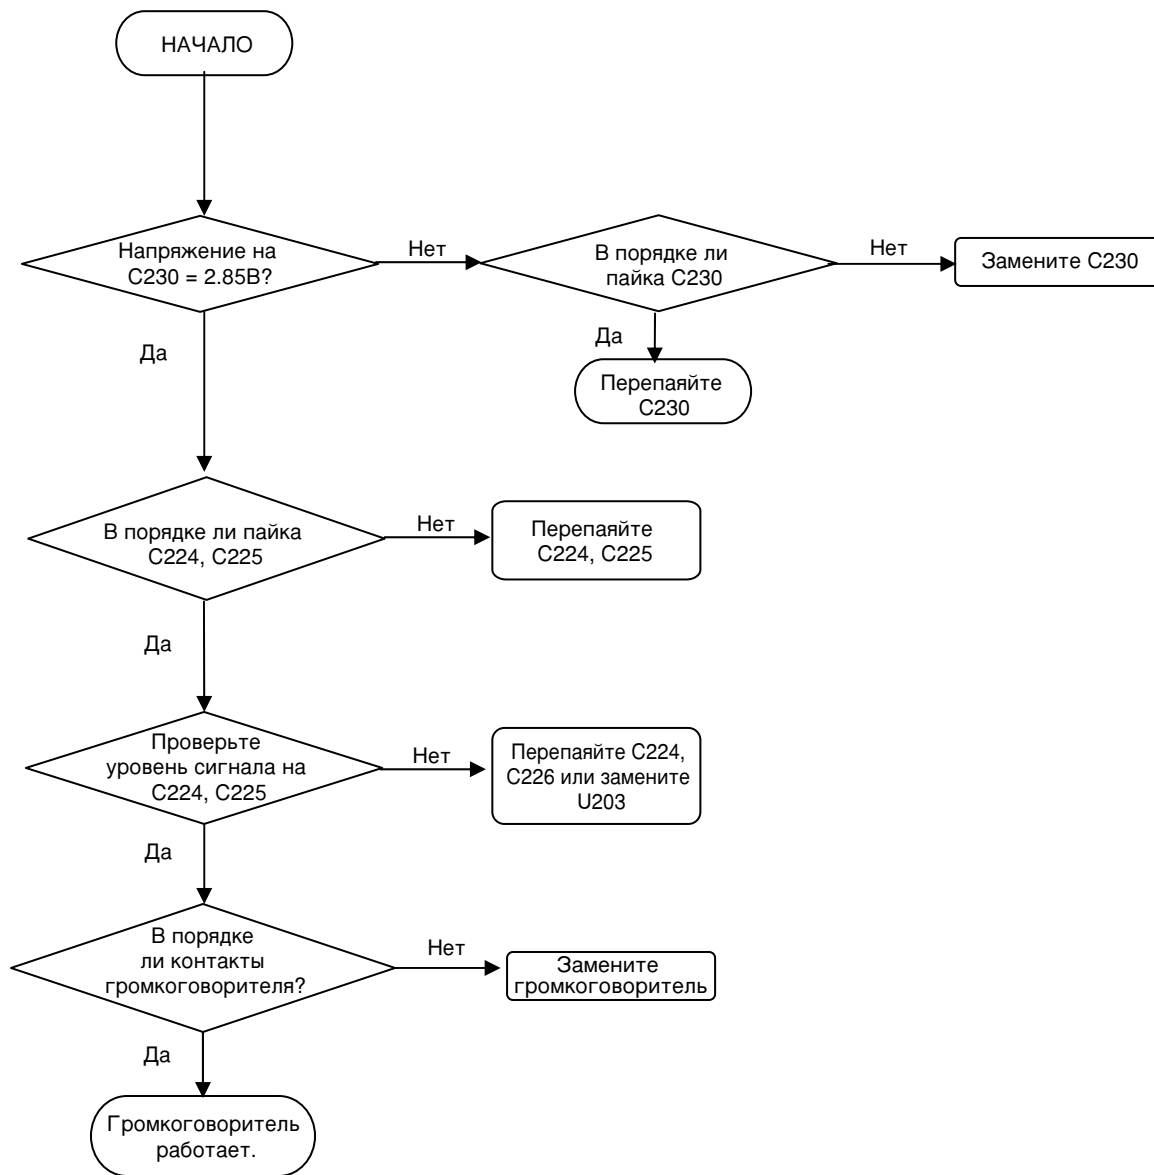 НАЧАЛО
Напряжение на
С230 = 2.85В?
Нет
В порядке ли
пайка С230
Нет
Замените С230
Да
Да
Перепаяйте
С230
В порядке ли пайка
С224, С225
Нет
Перепаяйте
С224, С225
Да
Проверьте
уровень сигнала на
С224, С225
Нет
Перепаяйте С224,
С226 или замените
U203
Да
В порядке
ли контакты
громкоговорителя?
Нет
Замените
громкоговоритель
Да
Громкоговоритель
работает.